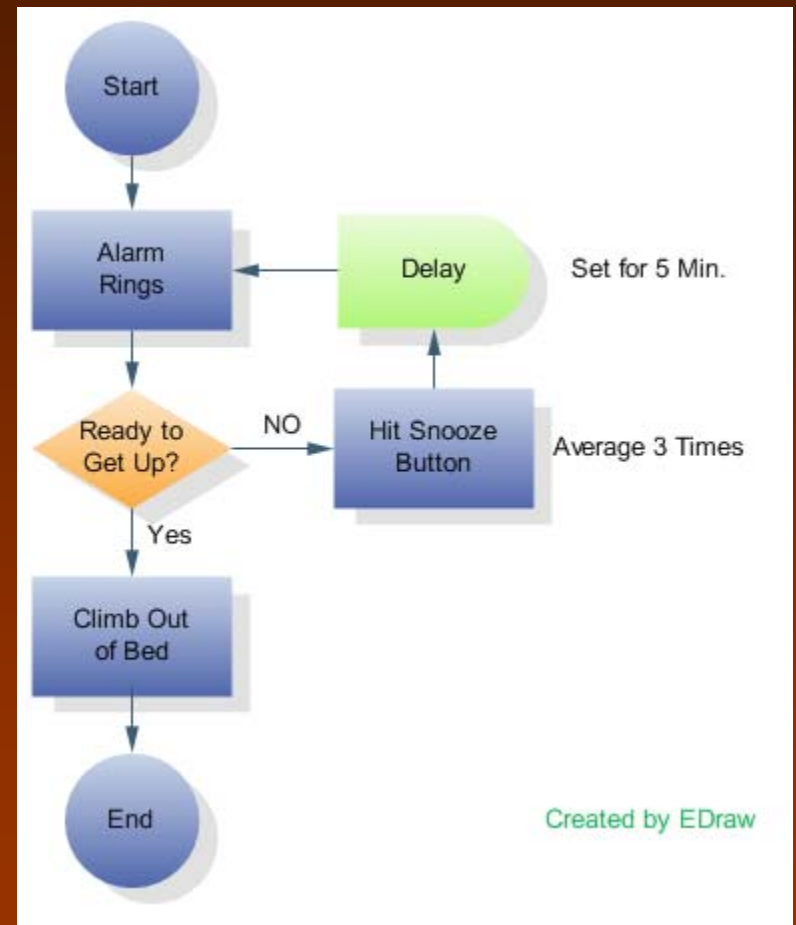 Start
Alarm
Rings
Delay
Set for 5 Min.
Ready to
Get Up?
NO
Hit Snooze
Button
Average 3 Times
Yes
Climb Out
of Bed
End
Created by EDraw